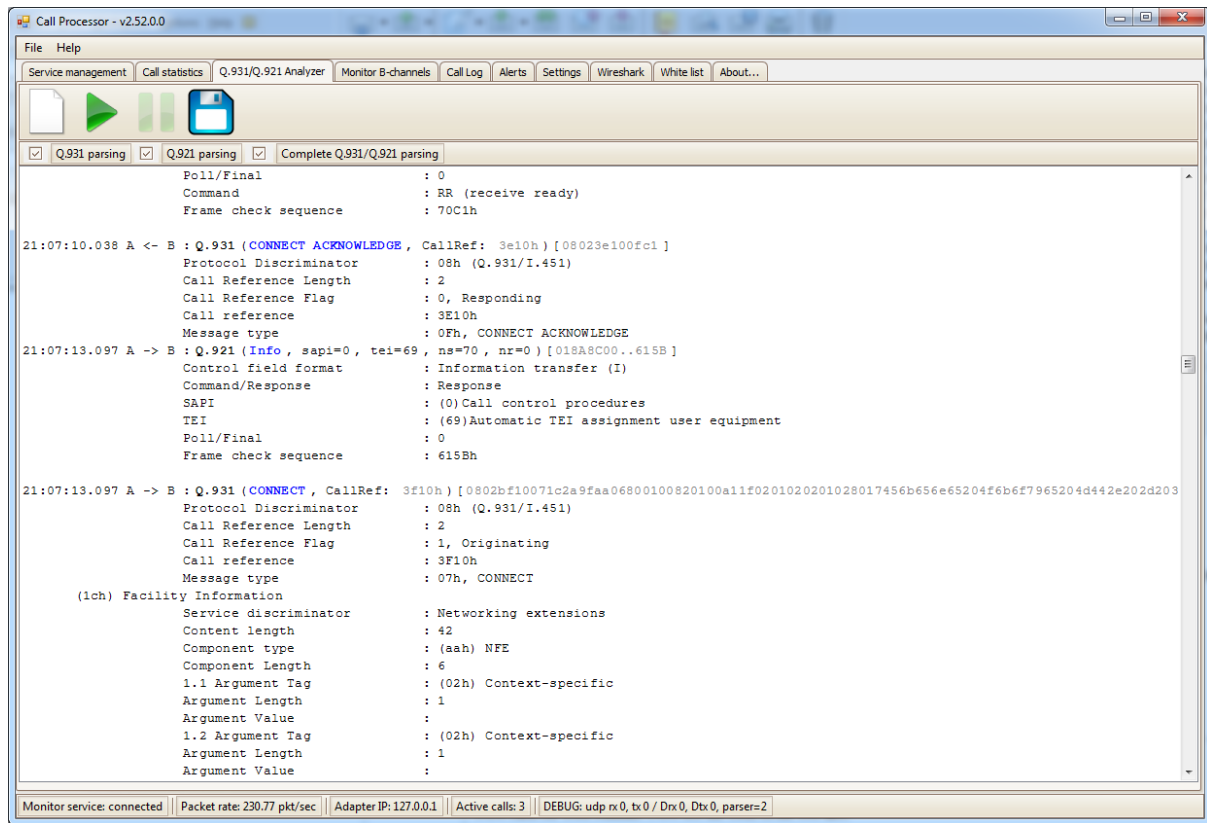 Call Processor - v2.52.0.0
File Help
Service management Call statistics Q.931/Q.921 Analyzer Monitor B-channels Call Log Alerts Settings Wireshark White list About...
Q.931 parsing Q.921 parsing Complete Q.931/Q.921 parsing
Poll/Final : 0
Command : RR (receive ready)
Frame check sequence : 70C1h
21:07:10.038 A <- B : Q.931 (CONNECT ACKNOWLEDGE, CallRef: 3e10h)[08023e100fc1]
Protocol Discriminator : 08h (Q.931/I.451)
Call Reference Length : 2
Call Reference Flag : 0, Responding
Call reference : 3E10h
Message type : 0Fh, CONNECT ACKNOWLEDGE
21:07:13.097 A -> B : Q.921 (Info, sapi=0, tei=69, ns=70, nr=0)[018A8C00..615B]
Control field format : Information transfer (I)
Command/Response : Response
SAPI : (0)Call control procedures
TEI : (69)Automatic TEI assignment user equipment
Poll/Final : 0
Frame check sequence : 615Bh
21:07:13.097 A -> B : Q.931 (CONNECT, CallRef: 3f10h)[0802bf10071c2a9faa06800100820100a11f0201020201028017456b656e65204f6b6f7965204d442e202d203
Protocol Discriminator : 08h (Q.931/I.451)
Call Reference Length : 2
Call Reference Flag : 1, Originating
Call reference : 3F10h
Message type : 07h, CONNECT
(1ch) Facility Information
Service discriminator : Networking extensions
Content length : 42
Component type : (aah) NFE
Component Length : 6
1.1 Argument Tag : (02h) Context-specific
Argument Length : 1
Argument Value :
1.2 Argument Tag : (02h) Context-specific
Argument Length : 1
Argument Value :
Monitor service: connected Packet rate: 230.77 pkt/sec Adapter IP: 127.0.0.1 Active calls: 3 DEBUG: udp rx 0, tx 0 / Drx 0, Dtx 0, parser=2